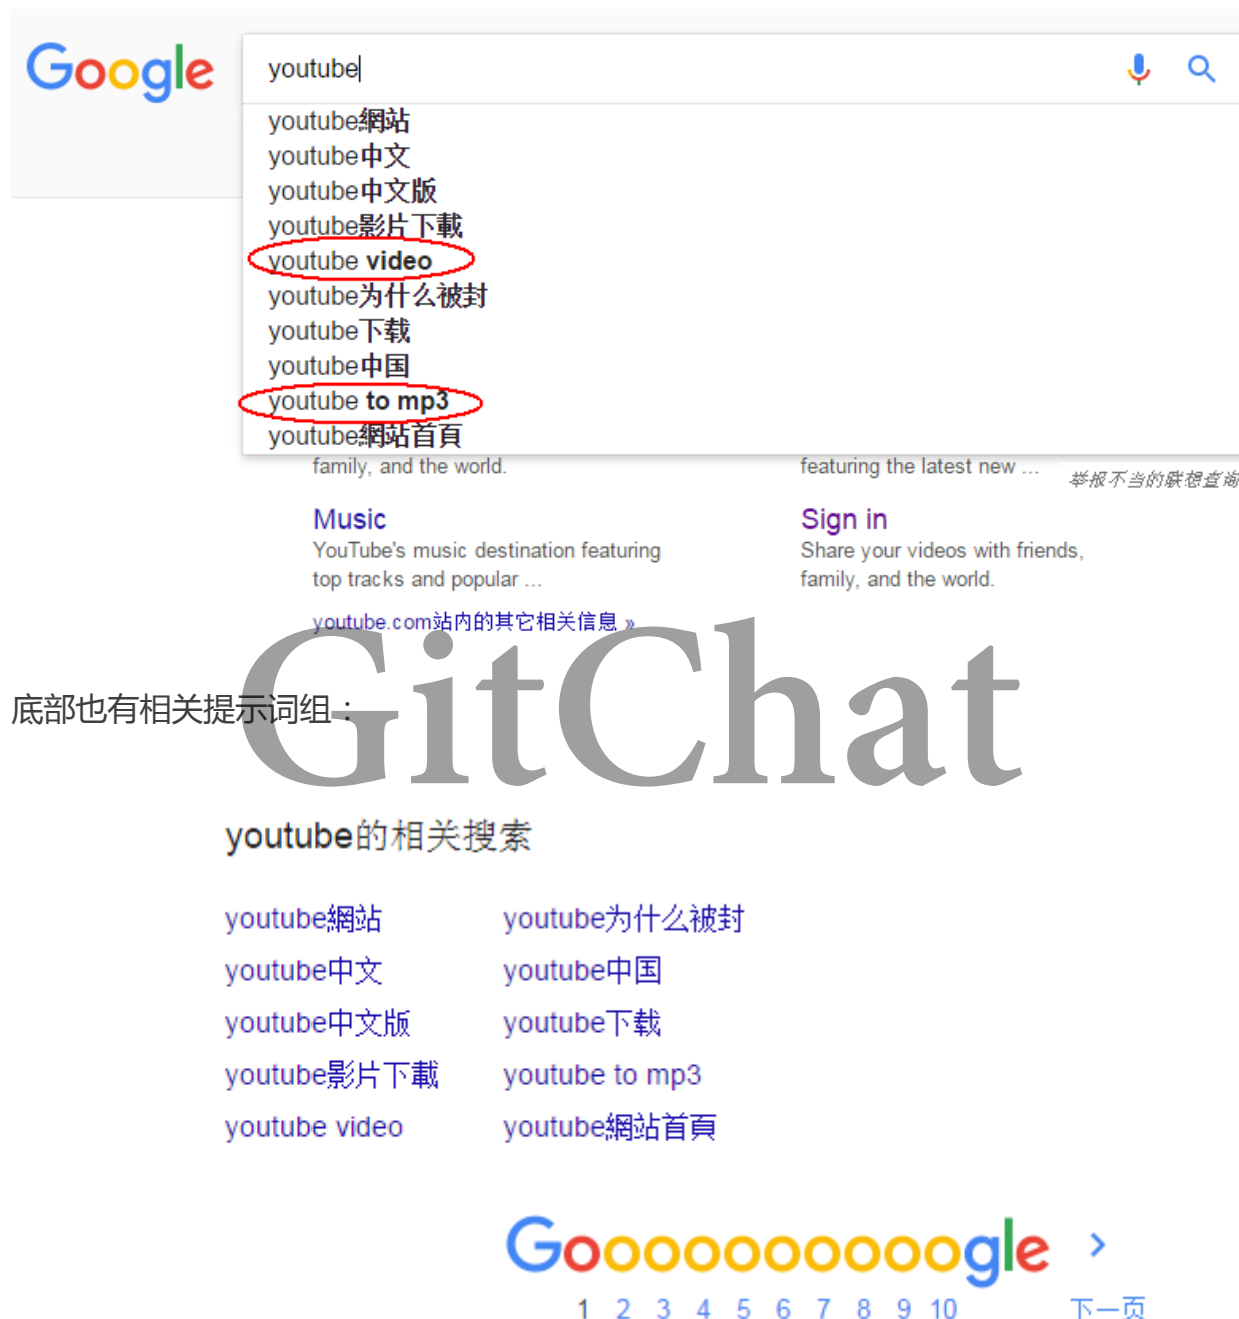 Google
youtube
youtube網站
youtube中文
youtube中文版
youtube影片下載
youtube video
youtube为什么被封
youtube下载
youtube中国
youtube to mp3
youtube網站首頁
family, and the world.
featuring the latest new ...
举报不当的联想查询
Music
Sign in
YouTube's music destination featuring
Share your videos with friends,
top tracks and popular ...
family, and the world.
youtube.com站内的其它相关信息 »
GitChat
底部也有相关提示词组：
youtube的相关搜索
youtube網站
youtube为什么被封
youtube中文
youtube中国
youtube中文版
youtube下载
youtube影片下載
youtube to mp3
youtube video
youtube網站首頁
Goooooooooogle
1 2 3 4 5 6 7 8 9 10 下一页